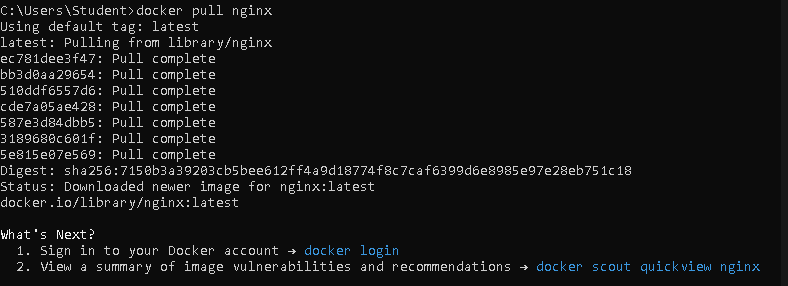 C:\Users\Student>docker pull nginx
Using default tag: latest
latest: Pulling from library/nginx
ec781dee3f47: Pull complete
bb3d0aa29654: Pull complete
510ddf6557d6: Pull complete
cde7a05ae428: Pull complete
587e3d84dbb5: Pull complete
3189680c601f: Pull complete
5e815e07e569: Pull complete
Digest: sha256:7150b3a39203cb5bee612ff4a9d18774f8c7caf6399d6e8985e97e28eb751c18
Status: Downloaded newer image for nginx:latest
docker.io/library/nginx:latest
What's Next?
1. Sign in to your Docker account → docker login
2. View a summary of image vulnerabilities and recommendations → docker scout quickview nginx